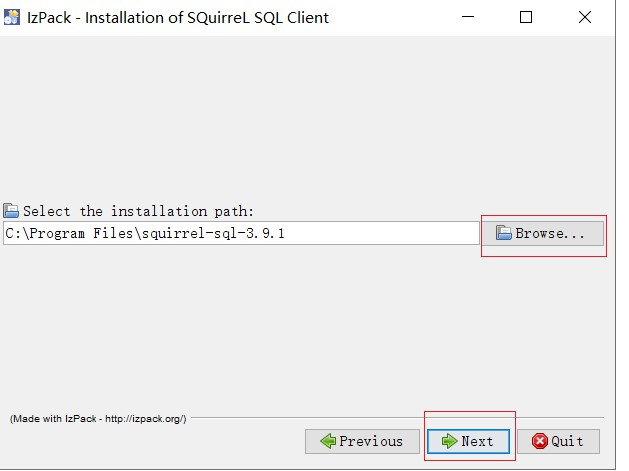 IzPack - Installation of SQuirreL SQL Client
Select the installation path:
C:\Program Files\squirrel-sql-3.9.1
Browse...
(Made with IzPack - http://izpack.org/)
Previous
Next
Quit